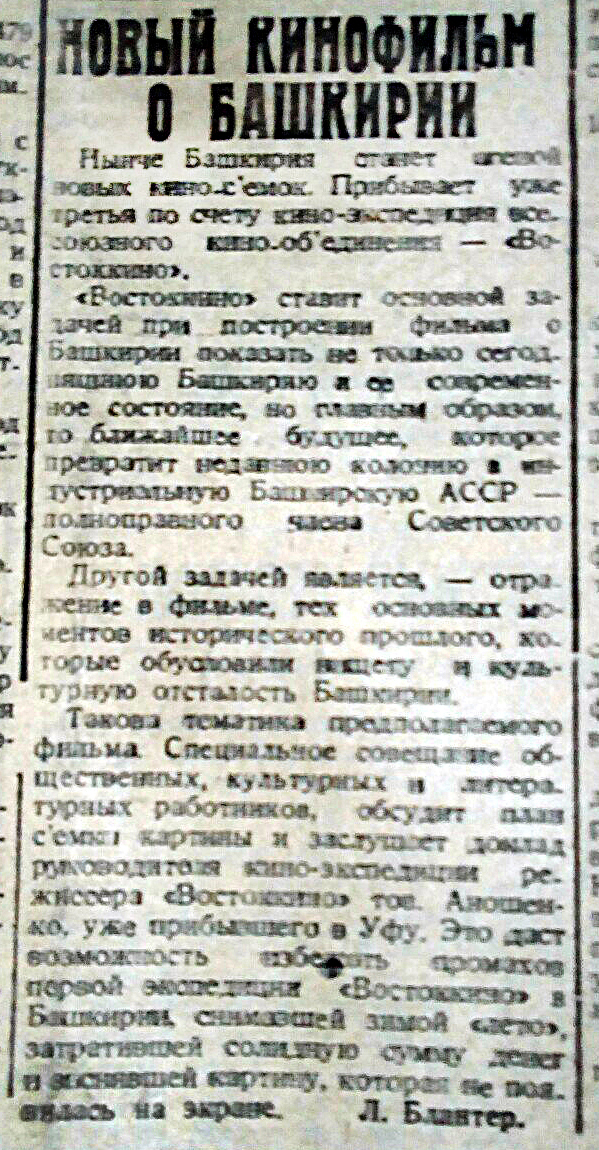 НОВЫЙ КИНОФИЛЬМ
О БАШКИРИИ
Нынче Башкирия станет ареной
новых кино-с'емок. Прибывает уже
третья по счету кино-экспедиция все-
союзного кино-об'единения — «Во-
стоккино».
«Востоккино» ставит основной за-
дачей при построении фильма о
Башкирии показать не только сегод-
няшнюю Башкирию и ее современ-
ное состояние, но главным образом,
то ближайшее будущее, которое
превратит недавнюю колонию в ин-
дустриальную Башкирскую АССР —
полноправного члена Советского
Союза.
Другой задачей является, — отра-
жение в фильме, тех основных мо-
ментов исторического прошлого, ко-
торые обусловили нищету и куль-
турную отсталость Башкирии.
Такова тематика предполагаемого
фильма. Специальное совещание об-
щественных, культурных и литера-
турных работников, обсудит план
с'емки картины и заслушает доклад
руководителя кино-экспедиции ре-
жиссера «Востоккино» тов. Аношен-
ко, уже прибывшего в Уфу. Это даст
возможность избежать промахов
первой экспедиции «Востоккино» в
Башкирии, снимавшей зимой «лето»,
затратившей солидную сумму денег
и заснявшей картину, которая не поя-
вилась на экране. Л. Блантер.